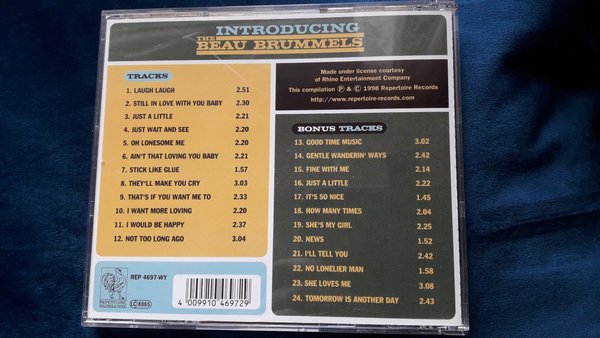 INTRODUCING
THE
BEAU BRUMMELS
TRACKS
1. LAUGH LAUGH 2.51
2. STILL IN LOVE WITH YOU BABY 2.30
3. JUST A LITTLE 2.21
4. JUST WAIT AND SEE 2.20
5. OH LONESOME ME 2.20
6. AIN'T THAT LOVING YOU BABY 2.21
7. STICK LIKE GLUE 1.57
8. THEY'LL MAKE YOU CRY 3.03
9. THAT'S IF YOU WANT ME TO 2.33
10. I WANT MORE LOVING 2.20
11. I WOULD BE HAPPY 2.37
12. NOT TOO LONG AGO 3.04
Made under license courtesy
of Rhino Entertainment Company
This compilation Ⓟ & © 1998 Repertoire Records
http://www.repertoire-records.com
BONUS TRACKS
13. GOOD TIME MUSIC 3.02
14. GENTLE WANDERIN' WAYS 2.42
15. FINE WITH ME 2.14
16. JUST A LITTLE 2.22
17. IT'S SO NICE 1.45
18. HOW MANY TIMES 2.04
19. SHE'S MY GIRL 2.25
20. NEWS 1.52
21. I'LL TELL YOU 2.42
22. NO LONELIER MAN 1.58
23. SHE LOVES ME 3.08
24. TOMORROW IS ANOTHER DAY 2.43
REP 4697-WY
REPERTOIRE
RECORDS
LC 8065
4 009910 469729